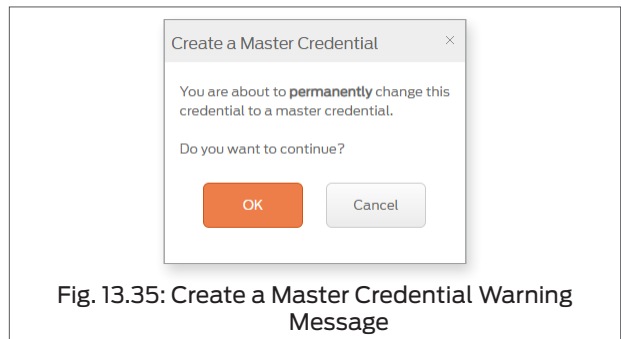 Create a Master Credential ×
You are about to permanently change this
credential to a master credential.
Do you want to continue?
OK Cancel
Fig. 13.35: Create a Master Credential Warning
Message